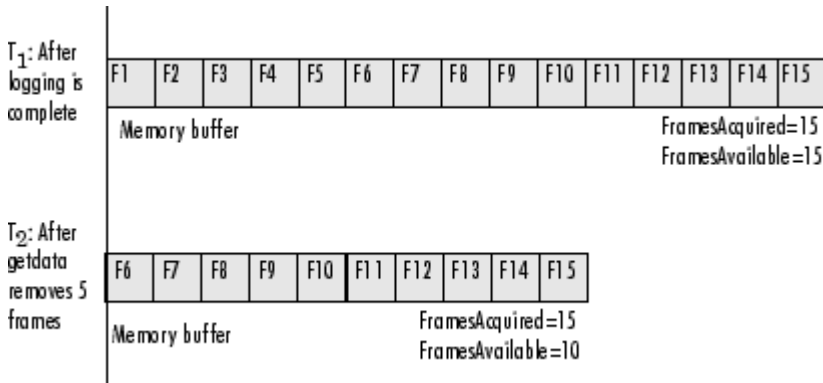 T1: After
logging is
complete
F1 F2 F3 F4 F5 F6 F7 F8 F9 F10 F11 F12 F13 F14 F15
Memory buffer
FramesAcquired=15
FramesAvailable=15
T2: After
getdata
removes 5
frames
F6 F7 F8 F9 F10 F11 F12 F13 F14 F15
Memory buffer
FramesAcquired=15
FramesAvailable=10